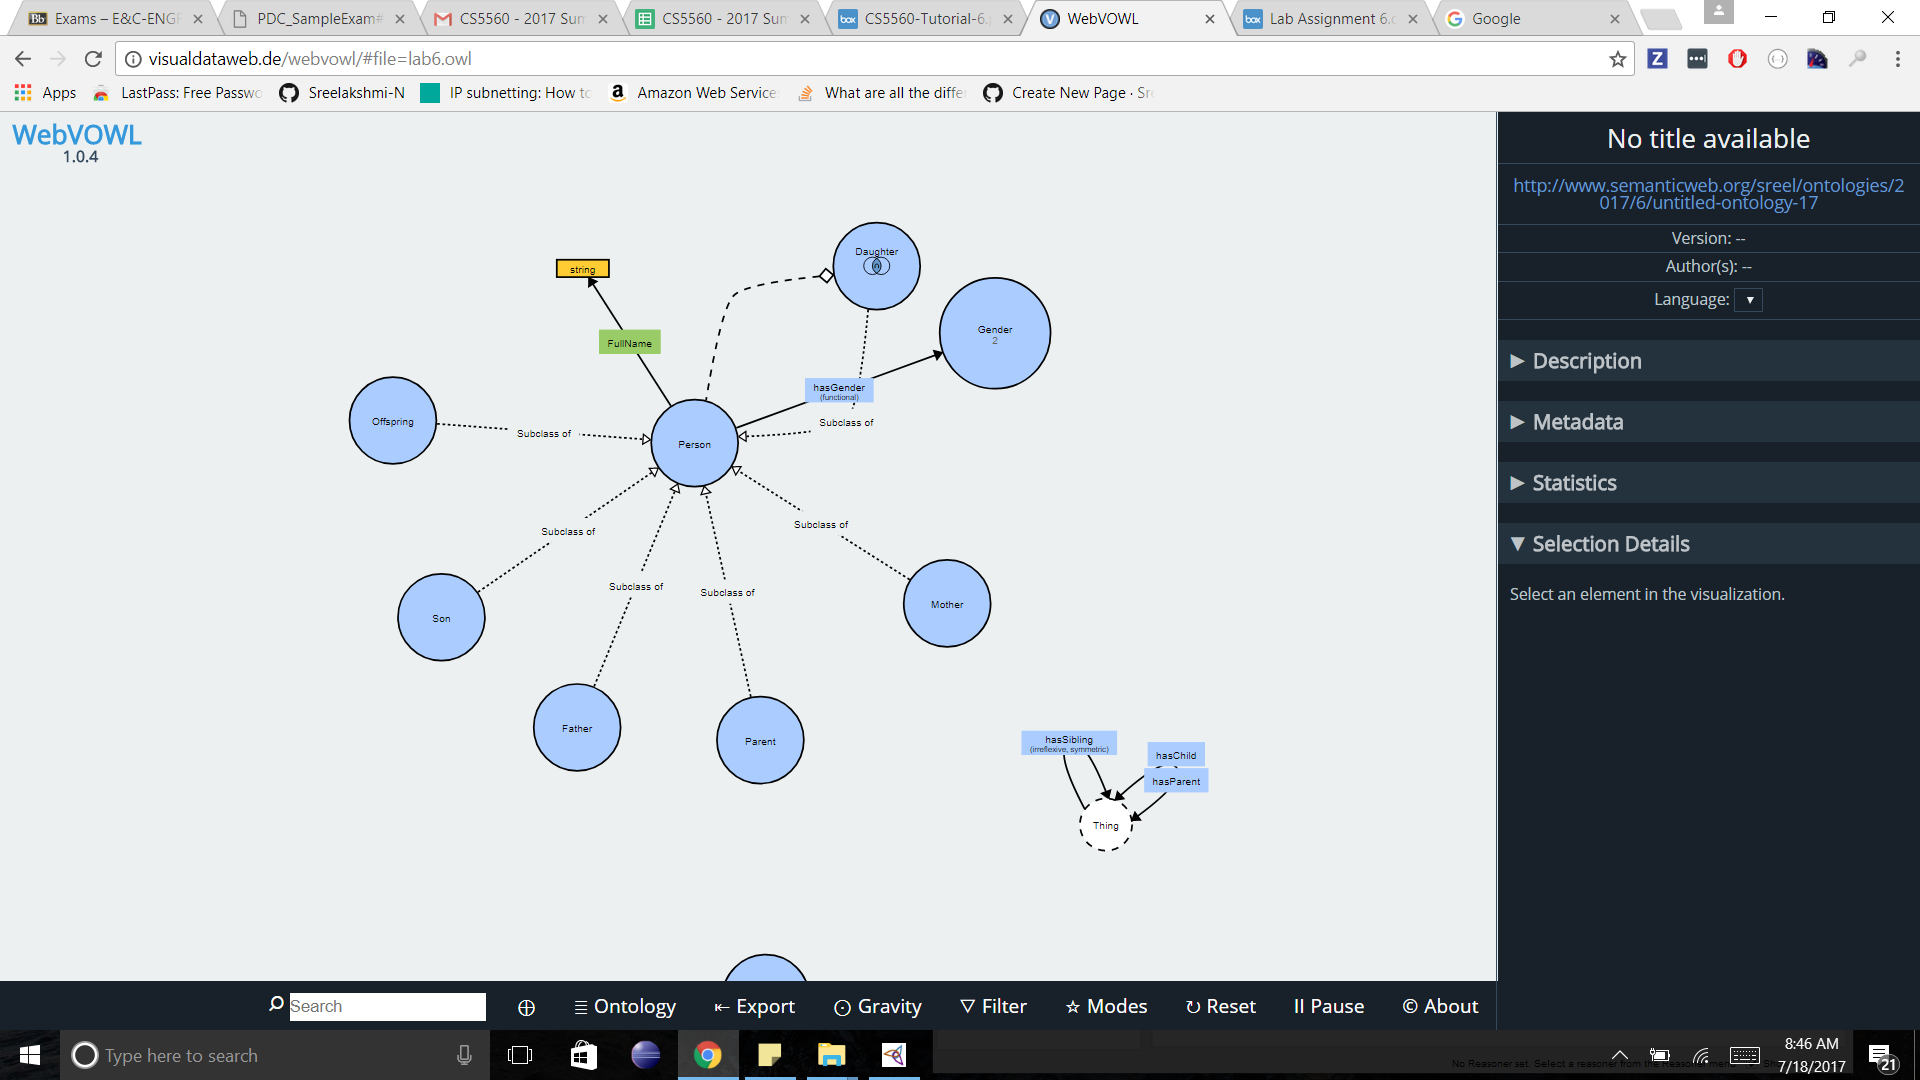 Exams – E&C-ENGR
PDC_SampleExam#
CS5560 - 2017 Sum
CS5560 - 2017 Sum
CS5560-Tutorial-6.
WebVOWL
Lab Assignment 6.
Google
visualdataweb.de/webvowl/#file=lab6.owl
Apps
LastPass: Free Passwo
Sreelakshmi-N
IP subnetting: How to
Amazon Web Service
What are all the differ
Create New Page · Sr
WebVOWL
1.0.4
Daughter
string
Gender
2
FullName
hasGender
(functional)
Subclass of
Offspring
Subclass of
Person
Subclass of
Subclass of
Subclass of
Subclass of
Son
Mother
Father
Parent
hasSibling
(irreflexive, symmetric)
hasChild
hasParent
Thing
No title available
http://www.semanticweb.org/sreel/ontologies/2
017/6/untitled-ontology-17
Version: --
Author(s): --
Language:
Description
Metadata
Statistics
Selection Details
Select an element in the visualization.
Search
Ontology
Export
Gravity
Filter
Modes
Reset
Pause
© About
Type here to search
8:46 AM
7/18/2017
21
No Reasoner set. Select a reasoner from the Reasoner menu